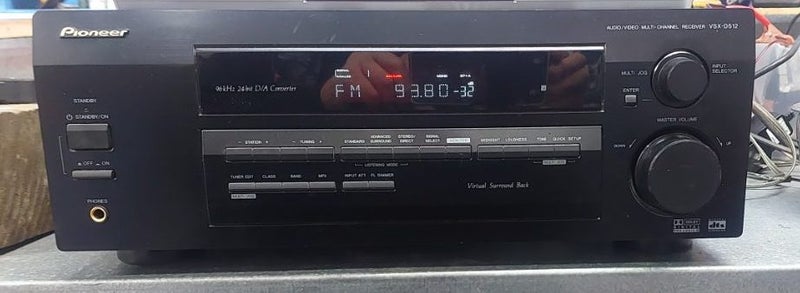 Pioneer
AUDIO/VIDEO MULTI-CHANNEL RECEIVER VSX-D512
96kHz 24bit D/A Converter
FM 93.80 -32
MULTI JOG
INPUT SELECTOR
ENTER
STANDBY
STANDBY/ON
OFF ON
PHONES
MASTER VOLUME
DOWN
UP
- STATION + - TUNING +
STANDARD
ADVANCED SURROUND
STEREO/DIRECT
SIGNAL SELECT
MIDNIGHT LOUDNESS TONE QUICK SETUP
LISTENING MODE
TUNER EDIT CLASS BAND MPX INPUT ATT FL DIMMER
Virtual Surround Back
DOLBY
DIGITAL
dts